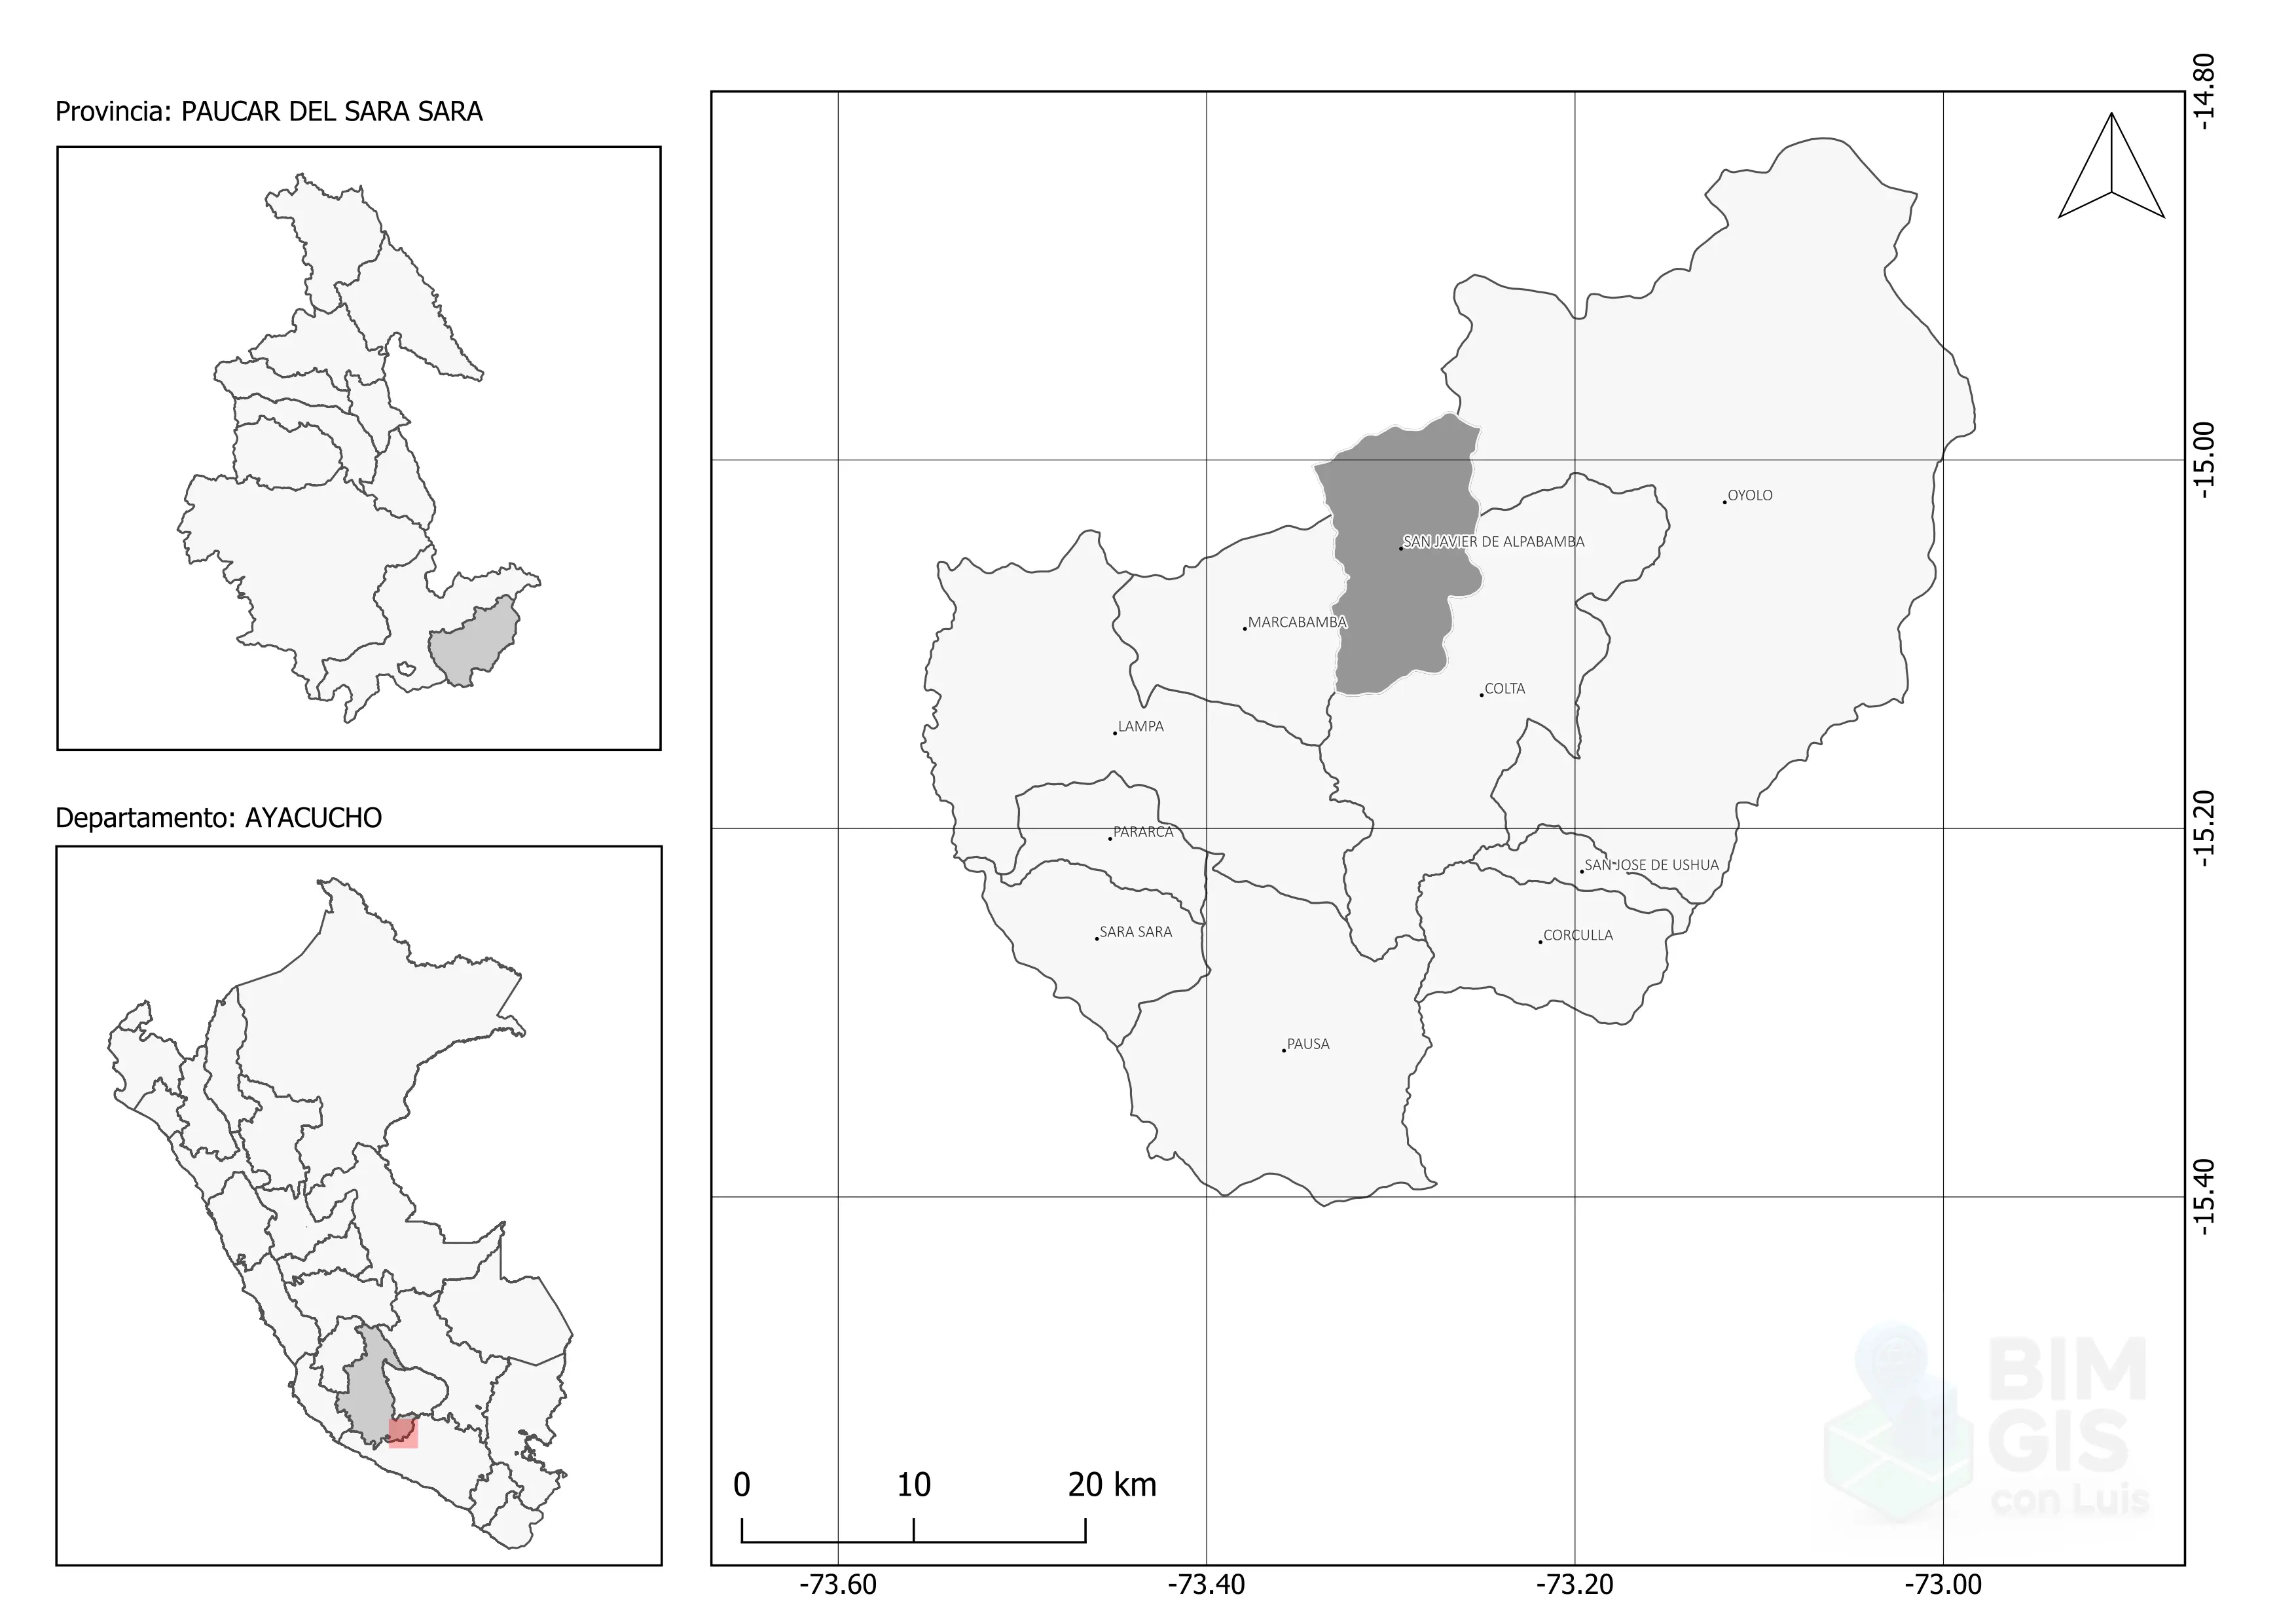 Provincia: PAUCAR DEL SARA SARA
Departamento: AYACUCHO
-14.80
-15.00
-15.20
-15.40
OYOLO
SAN JAVIER DE ALPABAMBA
MARCABAMBA
COLTA
LAMPA
PARARCA
SAN JOSE DE USHUA
SARA SARA
CORCULLA
PAUSA
0 10 20 km
-73.60 -73.40 -73.20 -73.00
BIM
GIS
con Luis